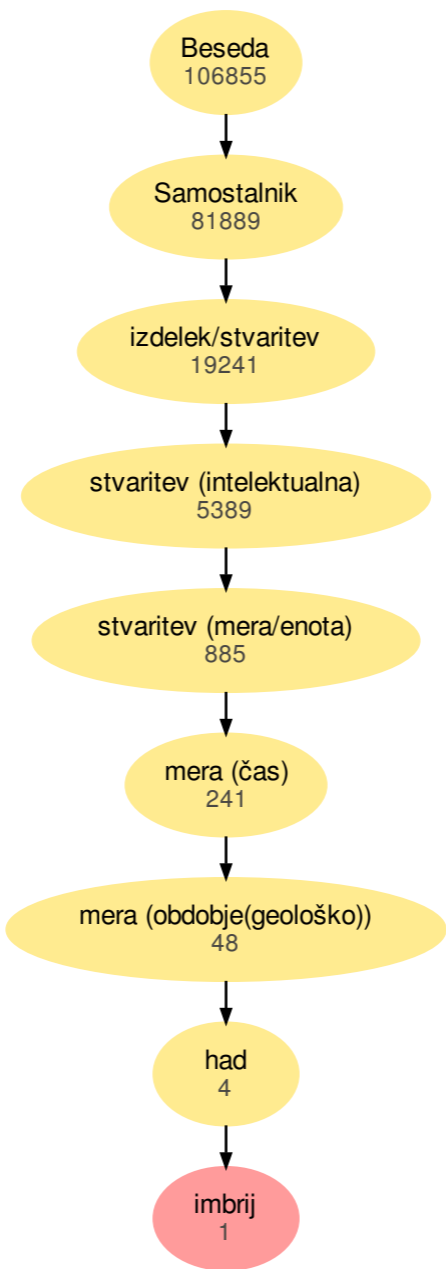 Beseda
106855
Samostalnik
81889
izdelek/stvaritev
19241
stvaritev (intelektualna)
5389
stvaritev (mera/enota)
885
mera (čas)
241
mera (obdobje(geološko))
48
had
4
imbrij
1